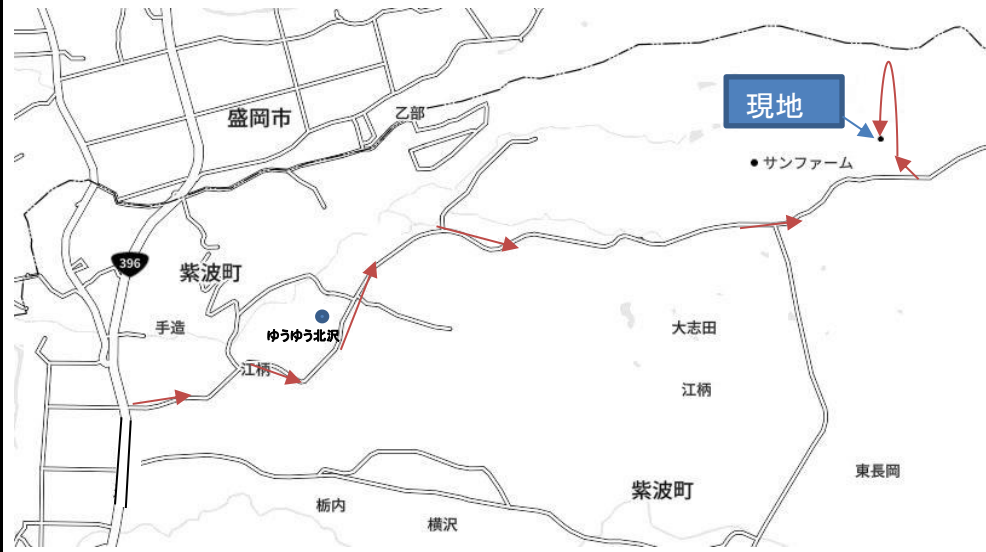 盛岡市
乙部
現地
サンファーム
396
紫波町
手造
ゆうゆう北沢
大志田
江柄
江柄
東長岡
紫波町
栃内
横沢